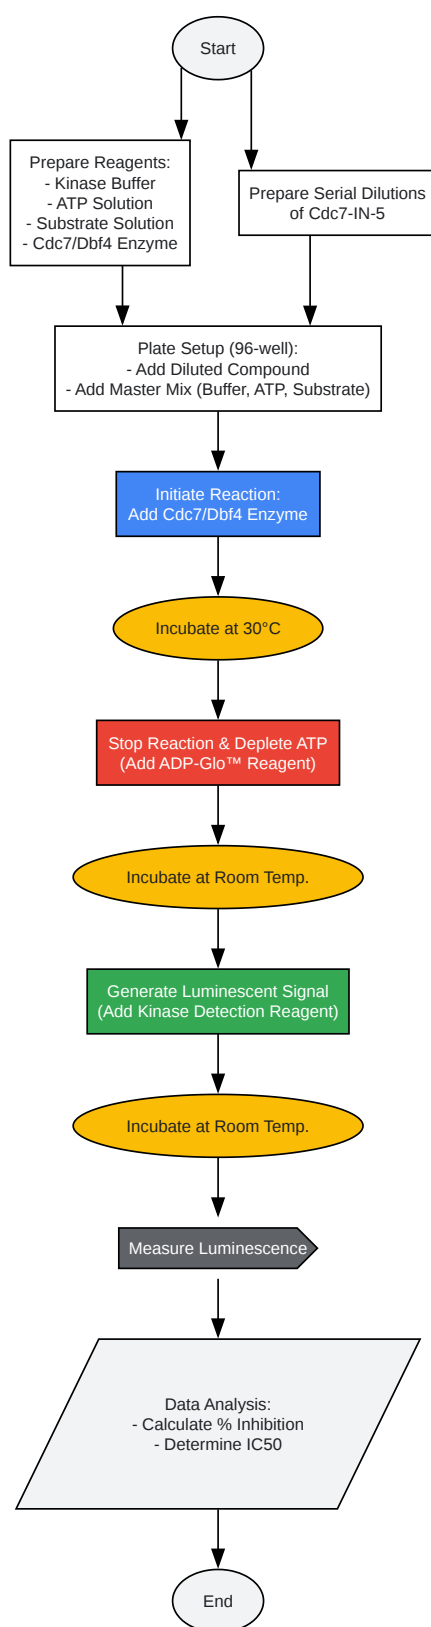 Start
Prepare Reagents:
- Kinase Buffer
- ATP Solution
- Substrate Solution
- Cdc7/Dbf4 Enzyme
Prepare Serial Dilutions
of Cdc7-IN-5
Plate Setup (96-well):
- Add Diluted Compound
- Add Master Mix (Buffer, ATP, Substrate)
Initiate Reaction:
Add Cdc7/Dbf4 Enzyme
Incubate at 30°C
Stop Reaction & Deplete ATP
(Add ADP-Glo™ Reagent)
Incubate at Room Temp.
Generate Luminescent Signal
(Add Kinase Detection Reagent)
Incubate at Room Temp.
Measure Luminescence
Data Analysis:
- Calculate % Inhibition
- Determine IC50
End